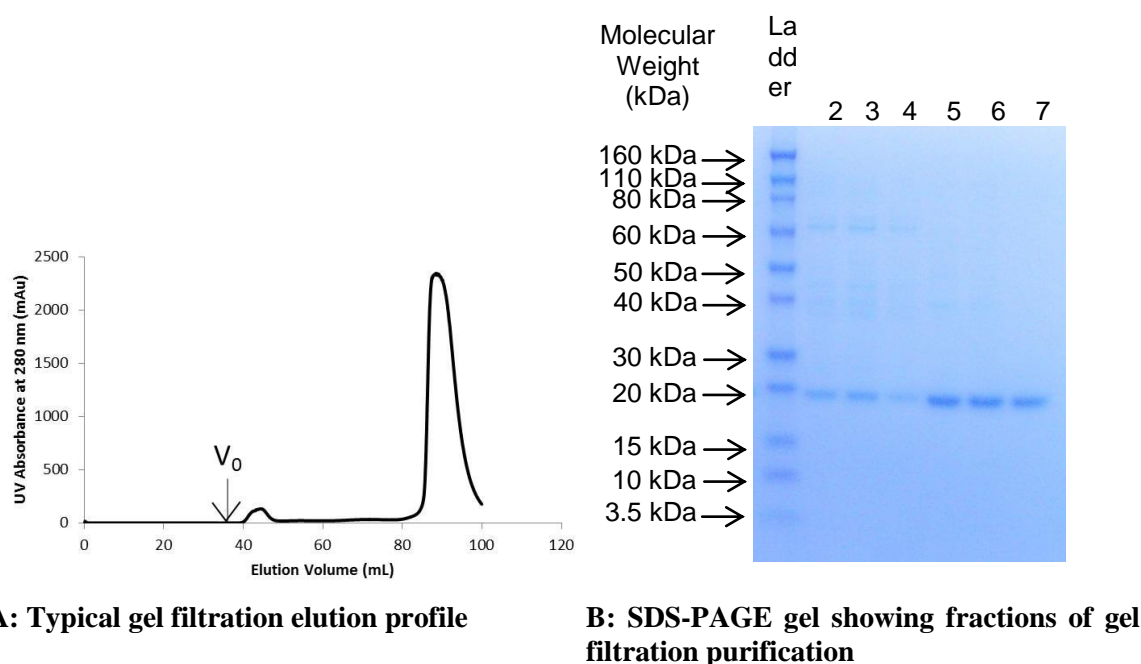 2500
2000
1500
1000
500
0
UV Absorbance at 280 nm (mAu)
V0
0 20 40 60 80 100 120
Elution Volume (mL)
A: Typical gel filtration elution profile
Molecular
Weight
(kDa)
La
dd
er
2 3 4 5 6 7
160 kDa
110 kDa
80 kDa
60 kDa
50 kDa
40 kDa
30 kDa
20 kDa
15 kDa
10 kDa
3.5 kDa
B: SDS-PAGE gel showing fractions of gel
filtration purification